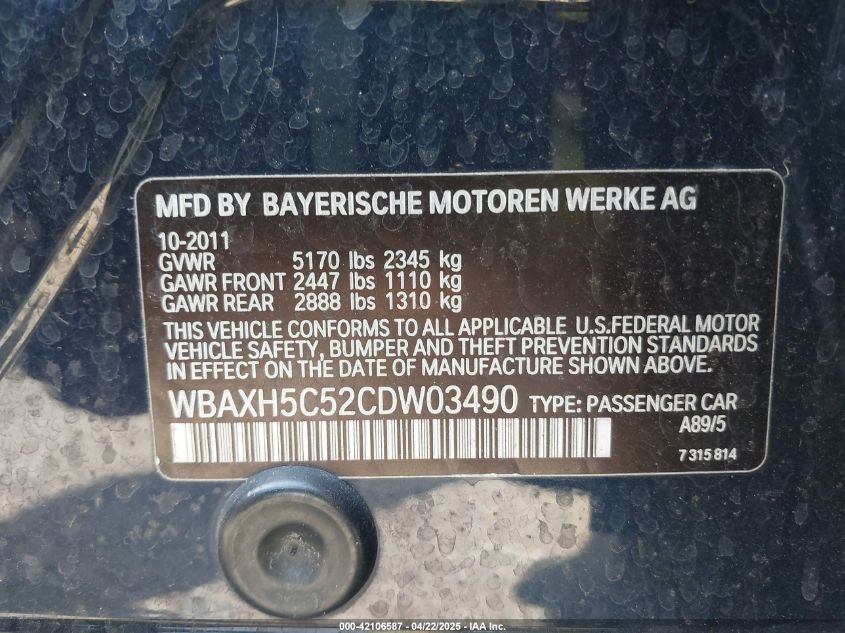 MFD BY BAYERISCHE MOTOREN WERKE AG
10-2011
GVWR 5170 lbs 2345 kg
GAWR FRONT 2447 lbs 1110 kg
GAWR REAR 2888 lbs 1310 kg
THIS VEHICLE CONFORMS TO ALL APPLICABLE U.S.FEDERAL MOTOR
VEHICLE SAFETY, BUMPER AND THEFT PREVENTION STANDARDS
IN EFFECT ON THE DATE OF MANUFACTURE SHOWN ABOVE.
WBAXH5C52CDW03490 TYPE: PASSENGER CAR
A89/5
7 315 814
000-42106587 - 04/22/2025 - IAA Inc.